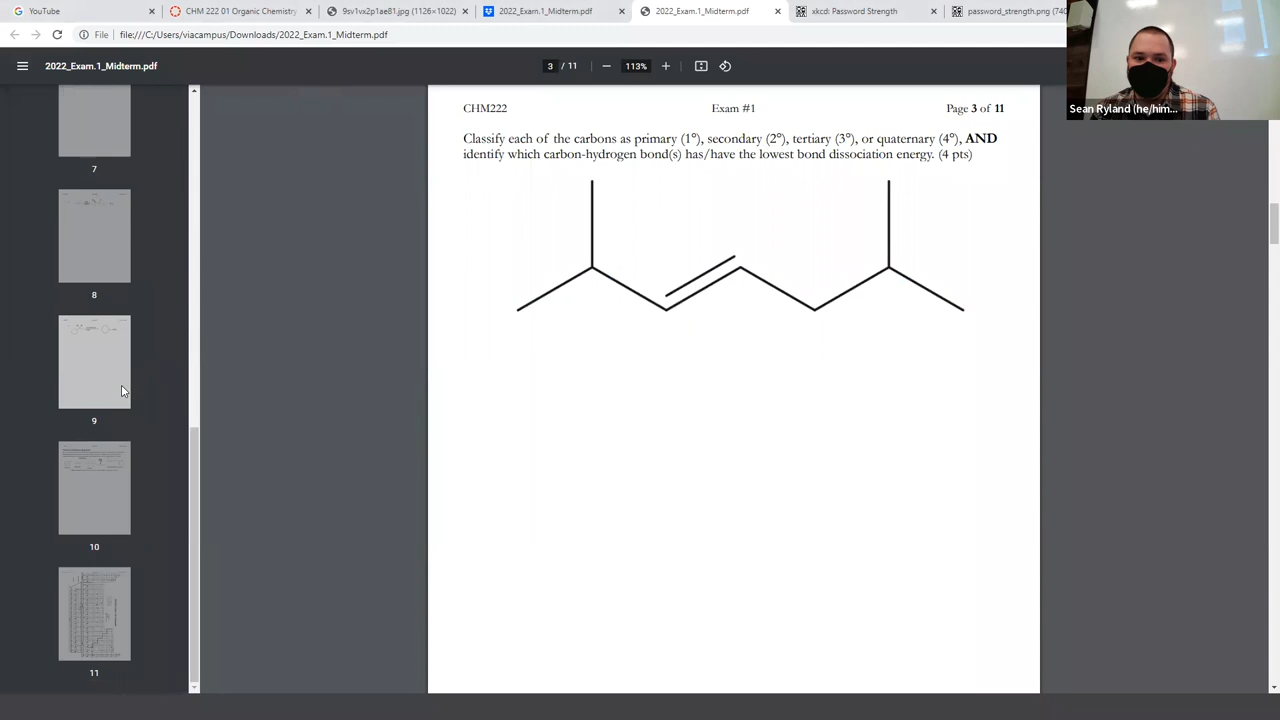 YouTube
CHM 222 01 Organic Chemistry
9sv1vx2p1ae81.jpg (1126×1022)
2022_Exam.1_Midterm.pdf
2022_Exam.1_Midterm.pdf
xkcd: Password Strength
password_strength.png (740
File
file:///C:/Users/viacampus/Downloads/2022_Exam.1_Midterm.pdf
2022_Exam.1_Midterm.pdf
3 / 11
113%
Sean Ryland (he/him...
CHM222 Exam #1 Page 3 of 11
Classify each of the carbons as primary (1°), secondary (2°), tertiary (3°), or quaternary (4°), AND
identify which carbon-hydrogen bond(s) has/have the lowest bond dissociation energy. (4 pts)
7
8
9
10
11